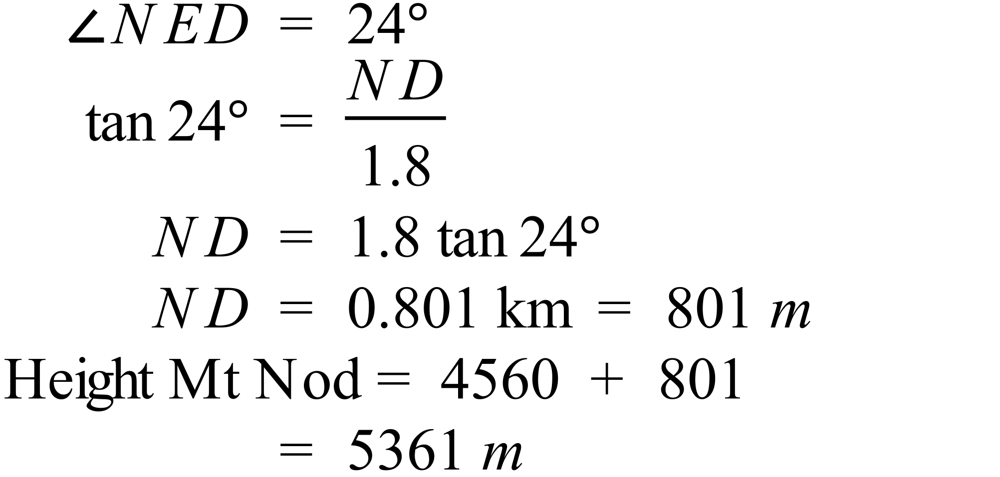 ∠NED = 24°
tan 24° = ND/1.8
ND = 1.8 tan 24°
ND = 0.801 km = 801 m
Height Mt Nod = 4560 + 801
= 5361 m